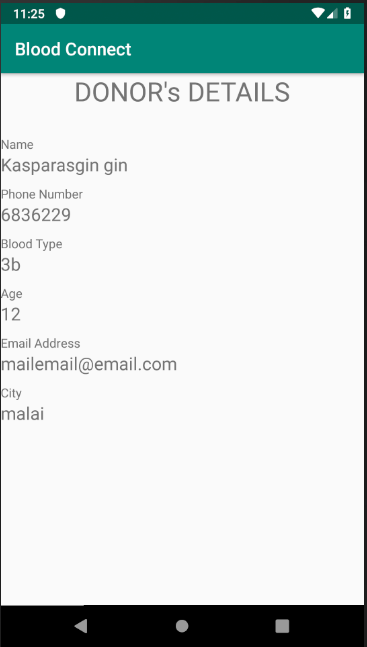 11:25
Blood Connect
DONOR's DETAILS
Name
Kasparasgin gin
Phone Number
6836229
Blood Type
3b
Age
12
Email Address
mailemail@email.com
City
malai